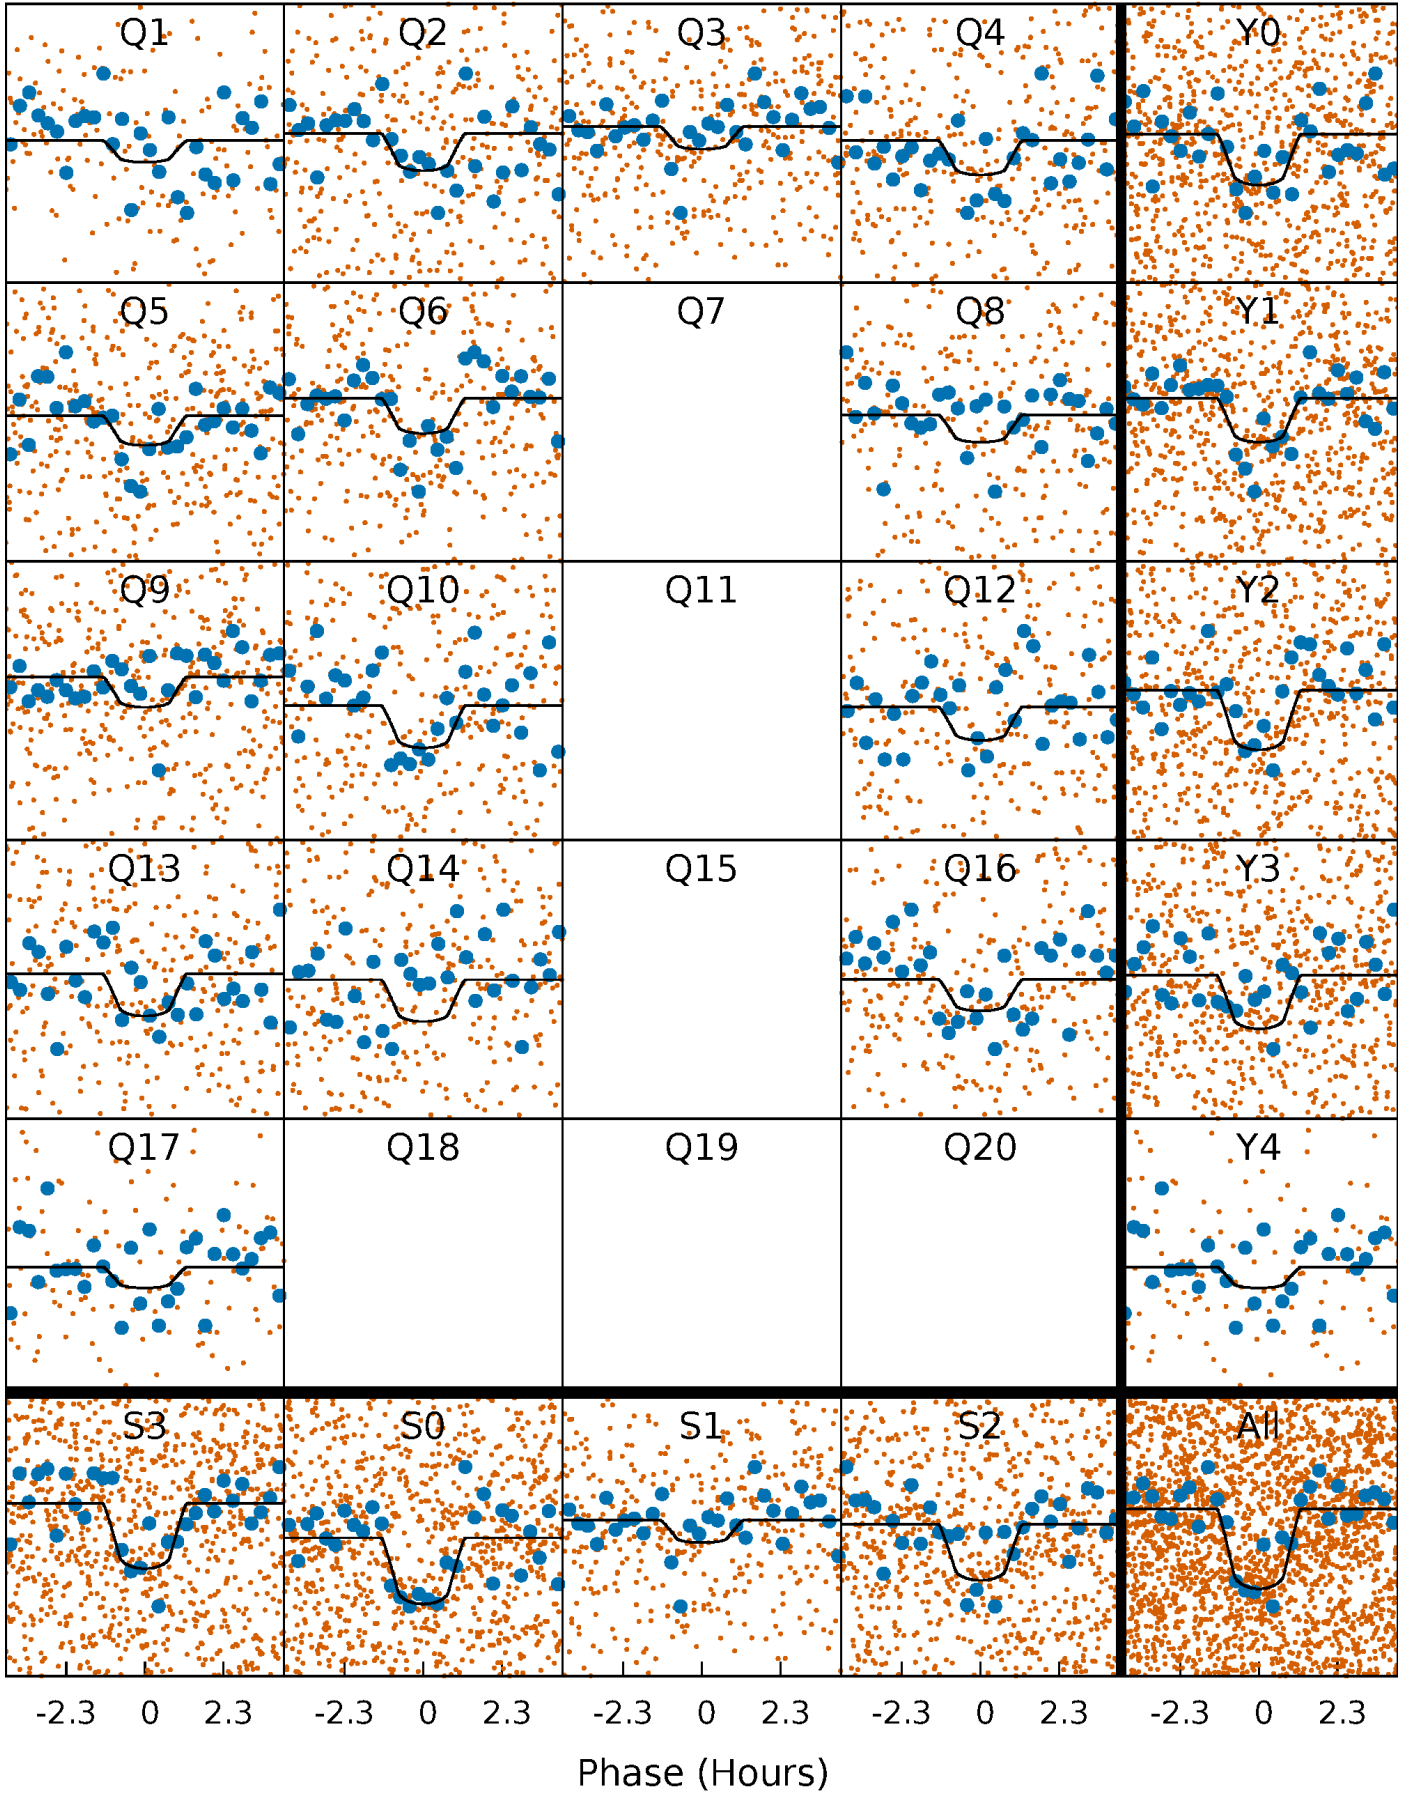 Q1 Q2 Q3 Q4 Y0
Q5 Q6 Q7 Q8 Y1
Q9 Q10 Q11 Q12 Y2
Q13 Q14 Q15 Q16 Y3
Q17 Q18 Q19 Q20 Y4
S3 S0 S1 S2 All
-2.3 0 2.3 -2.3 0 2.3 -2.3 0 2.3 -2.3 0 2.3 -2.3 0 2.3
Phase (Hours)